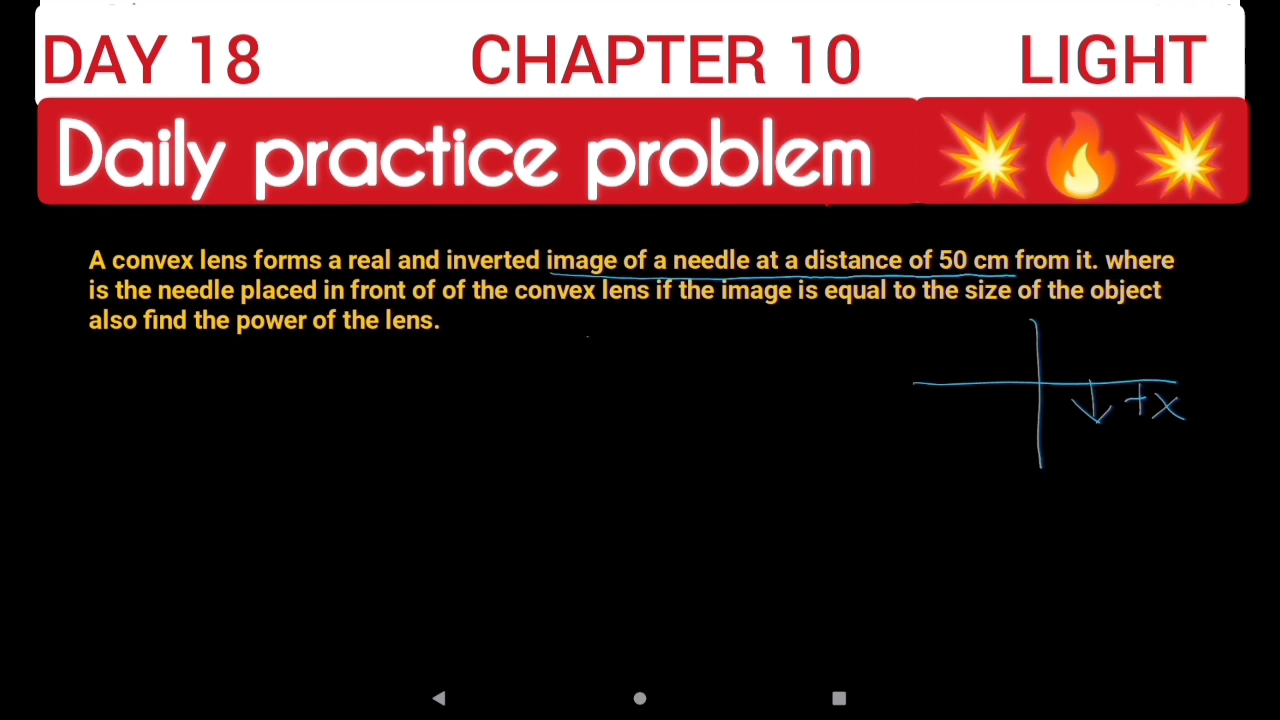 DAY 18 CHAPTER 10 LIGHT
Daily practice problem
A convex lens forms a real and inverted image of a needle at a distance of 50 cm from it. where
is the needle placed in front of of the convex lens if the image is equal to the size of the object
also find the power of the lens.
+x